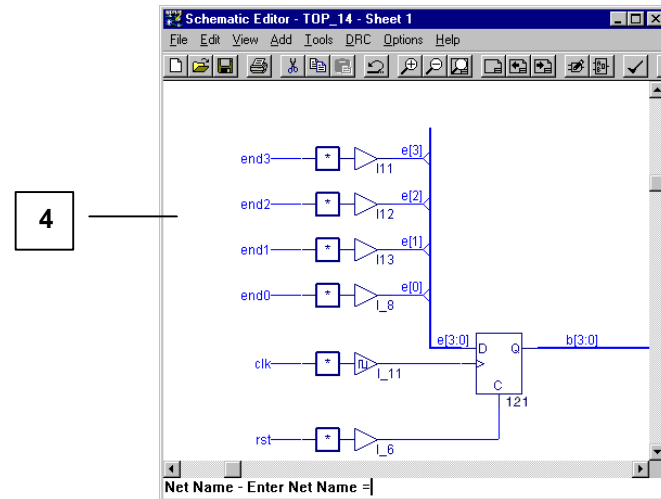 Schematic Editor - TOP_14 - Sheet 1
File Edit View Add Tools DRC Options Help
4
end3 * I11 e[3]
end2 * I12 e[2]
end1 * I13 e[1]
end0 * I_8 e[0]
e[3:0] D Q b[3:0]
clk * I_11
C
121
rst * I_6
Net Name - Enter Net Name =